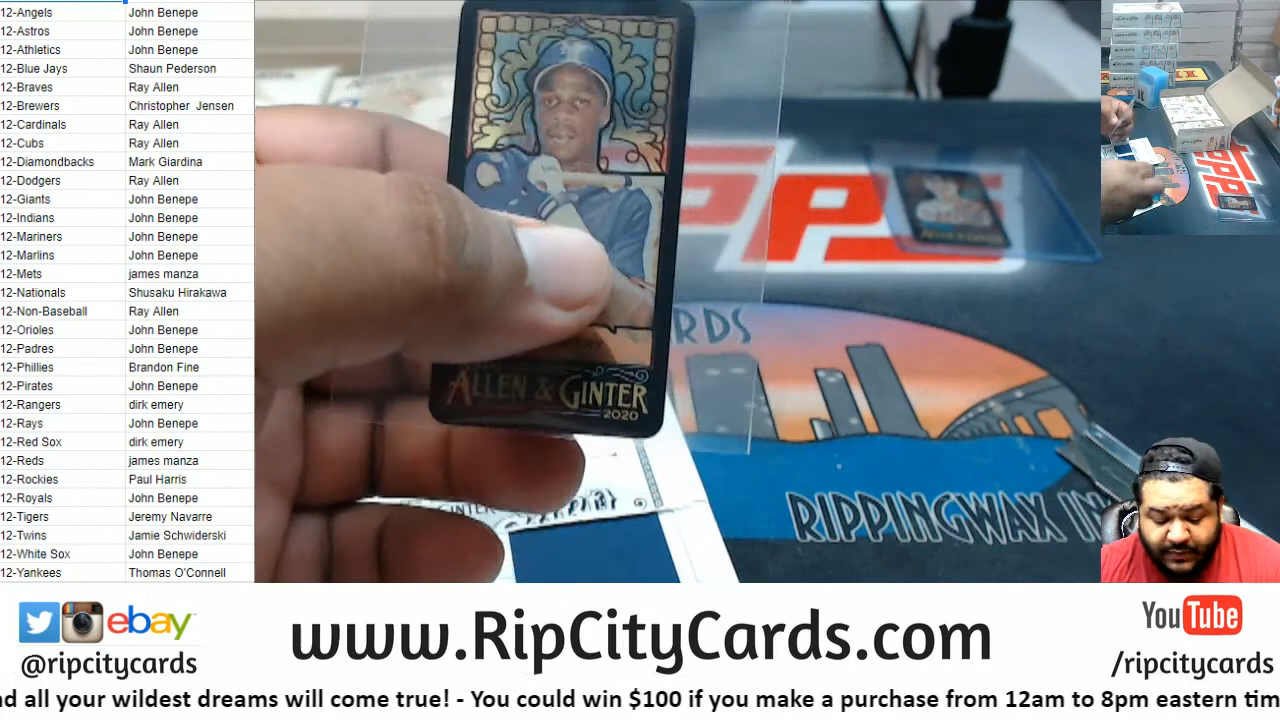 12-Angels John Benepe
12-Astros John Benepe
12-Athletics John Benepe
12-Blue Jays Shaun Pederson
12-Braves Ray Allen
12-Brewers Christopher Jensen
12-Cardinals Ray Allen
12-Cubs Ray Allen
12-Diamondbacks Mark Giardina
12-Dodgers Ray Allen
12-Giants John Benepe
12-Indians John Benepe
12-Mariners John Benepe
12-Marlins John Benepe
12-Mets james manza
12-Nationals Shusaku Hirakawa
12-Non-Baseball Ray Allen
12-Orioles John Benepe
12-Padres John Benepe
12-Phillies Brandon Fine
12-Pirates John Benepe
12-Rangers dirk emery
12-Rays John Benepe
12-Red Sox dirk emery
12-Reds james manza
12-Rockies Paul Harris
12-Royals John Benepe
12-Tigers Jeremy Navarre
12-Twins Jamie Schwiderski
12-White Sox John Benepe
12-Yankees Thomas O'Connell
ALLEN & GINTER
2020
PPS
RDS
RIPPINGWAX IN
ebay
@ripcitycards
www.RipCityCards.com
YouTube
/ripcitycards
nd all your wildest dreams will come true! - You could win $100 if you make a purchase from 12am to 8pm eastern tim